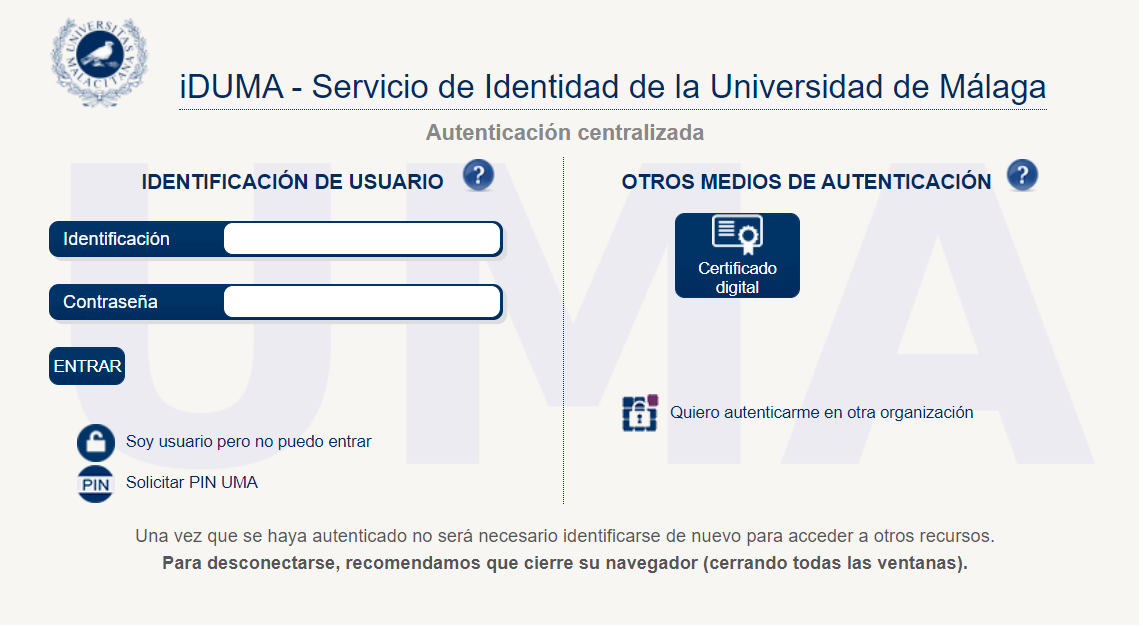 UNIVERSITAS MALACITANA
iDUMA - Servicio de Identidad de la Universidad de Málaga
Autenticación centralizada
UMA
IDENTIFICACIÓN DE USUARIO ?
Identificación
Contraseña
ENTRAR
Soy usuario pero no puedo entrar
PIN Solicitar PIN UMA
OTROS MEDIOS DE AUTENTICACIÓN ?
Certificado
digital
Quiero autenticarme en otra organización
Una vez que se haya autenticado no será necesario identificarse de nuevo para acceder a otros recursos.
Para desconectarse, recomendamos que cierre su navegador (cerrando todas las ventanas).